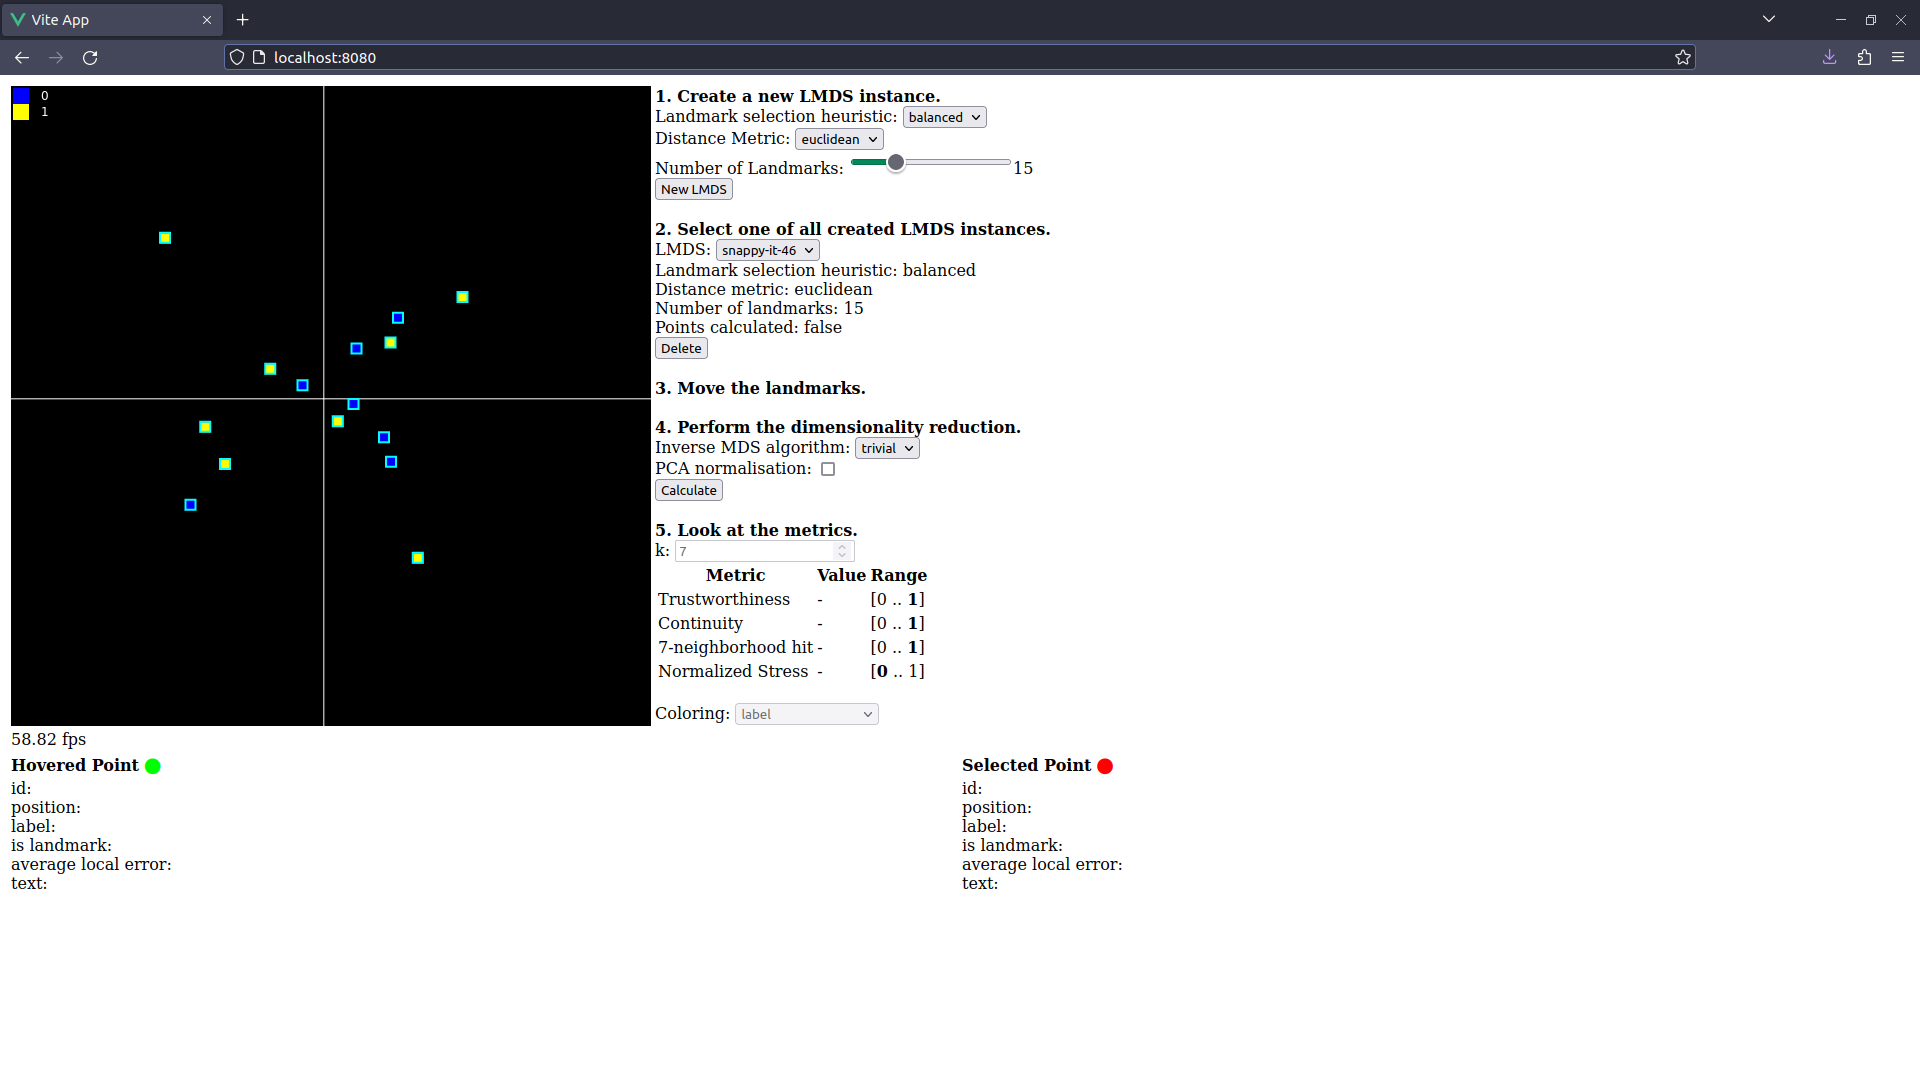 Vite App
localhost:8080
0
1
1. Create a new LMDS instance.
Landmark selection heuristic: balanced
Distance Metric: euclidean
Number of Landmarks: 15
New LMDS
2. Select one of all created LMDS instances.
LMDS: snappy-it-46
Landmark selection heuristic: balanced
Distance metric: euclidean
Number of landmarks: 15
Points calculated: false
Delete
3. Move the landmarks.
4. Perform the dimensionality reduction.
Inverse MDS algorithm: trivial
PCA normalisation:
Calculate
5. Look at the metrics.
k: 7
Metric Value Range
Trustworthiness - [0 .. 1]
Continuity - [0 .. 1]
7-neighborhood hit - [0 .. 1]
Normalized Stress - [0 .. 1]
Coloring: label
58.82 fps
Hovered Point
id:
position:
label:
is landmark:
average local error:
text:
Selected Point
id:
position:
label:
is landmark:
average local error:
text: